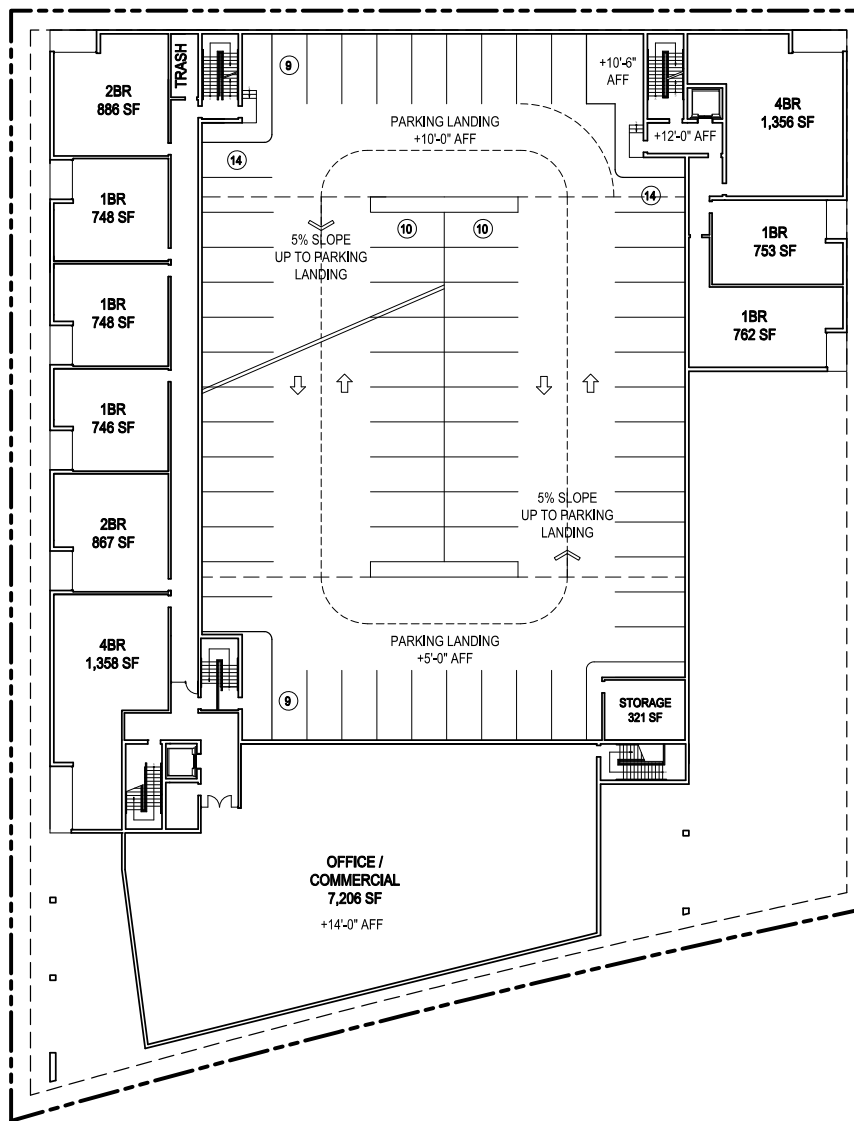 TRASH
9
+10'-6"
AFF
2BR
886 SF
4BR
1,356 SF
PARKING LANDING
+10'-0" AFF
+12'-0" AFF
14
14
1BR
748 SF
10
10
5% SLOPE
UP TO PARKING
LANDING
1BR
753 SF
1BR
748 SF
1BR
762 SF
1BR
746 SF
2BR
867 SF
5% SLOPE
UP TO PARKING
LANDING
4BR
1,358 SF
PARKING LANDING
+5'-0" AFF
9
STORAGE
321 SF
OFFICE /
COMMERCIAL
7,206 SF
+14'-0" AFF